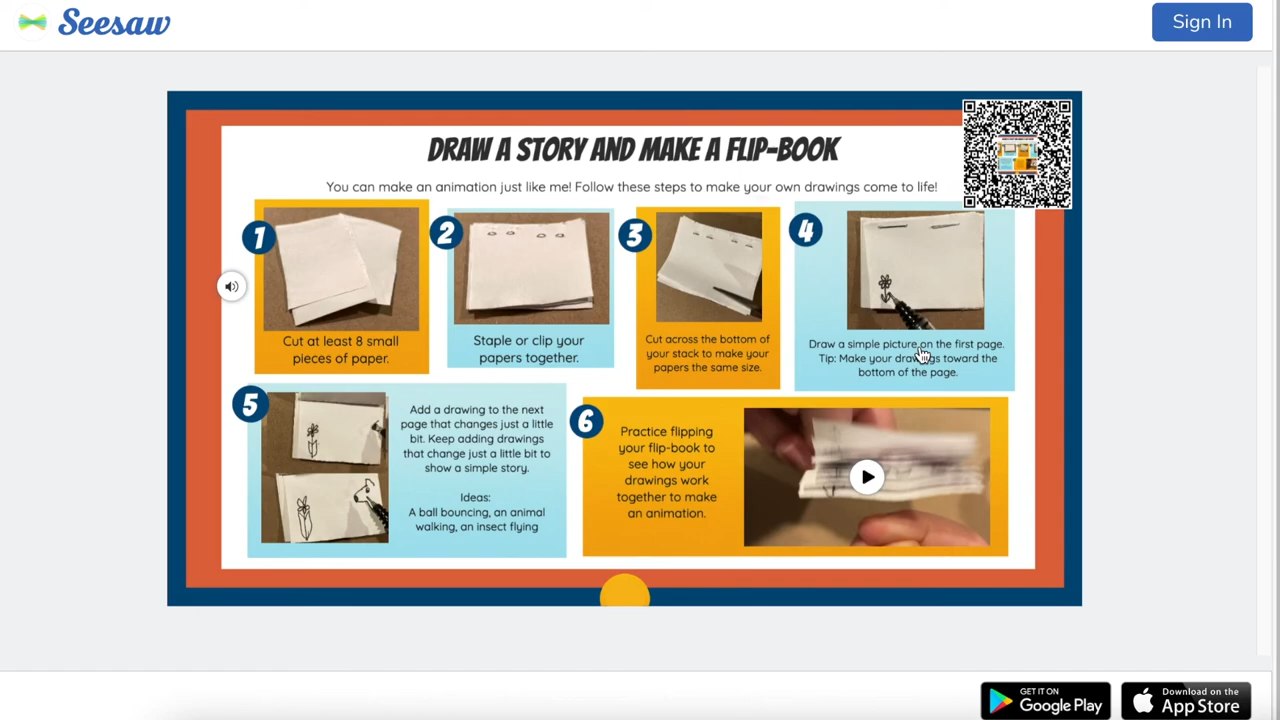 Seesaw
Sign In
DRAW A STORY AND MAKE A FLIP-BOOK
You can make an animation just like me! Follow these steps to make your own drawings come to life!
1
Cut at least 8 small
pieces of paper.
2
Staple or clip your
papers together.
3
Cut across the bottom of
your stack to make your
papers the same size.
4
Draw a simple picture on the first page.
Tip: Make your drawings toward the
bottom of the page.
5
Add a drawing to the next
page that changes just a little
bit. Keep adding drawings
that change just a little bit to
show a simple story.
Ideas:
A ball bouncing, an animal
walking, an insect flying
6
Practice flipping
your flip-book to
see how your
drawings work
together to make
an animation.
GET IT ON
Google Play
Download on the
App Store